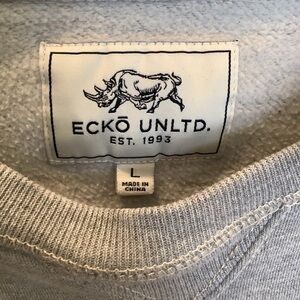 ECKŌ UNLTD.
EST. 1993
L
MADE IN
CHINA